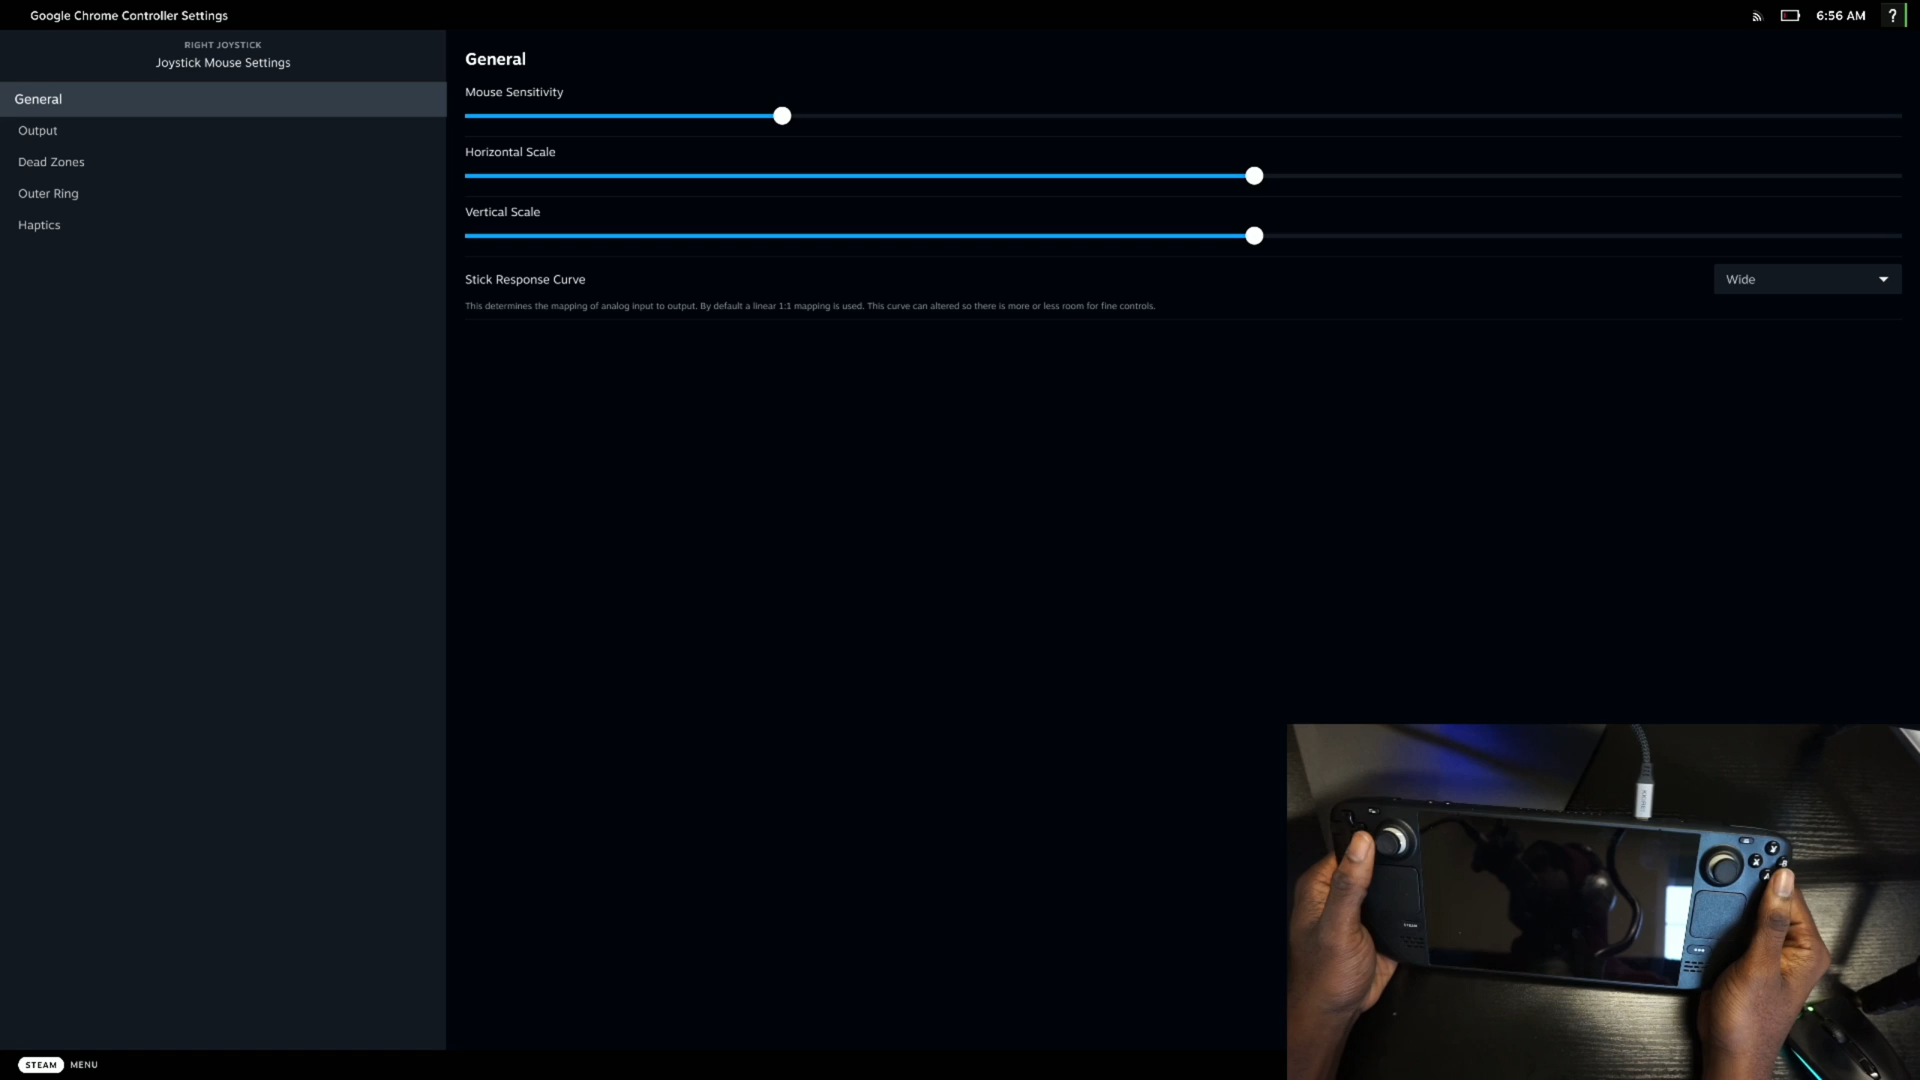 Google Chrome Controller Settings
6:56 AM
?
RIGHT JOYSTICK
Joystick Mouse Settings
General
Output
Dead Zones
Outer Ring
Haptics
General
Mouse Sensitivity
Horizontal Scale
Vertical Scale
Stick Response Curve
Wide
This determines the mapping of analog input to output. By default a linear 1:1 mapping is used. This curve can altered so there is more or less room for fine controls.
Y
X
B
STEAM
STEAM MENU